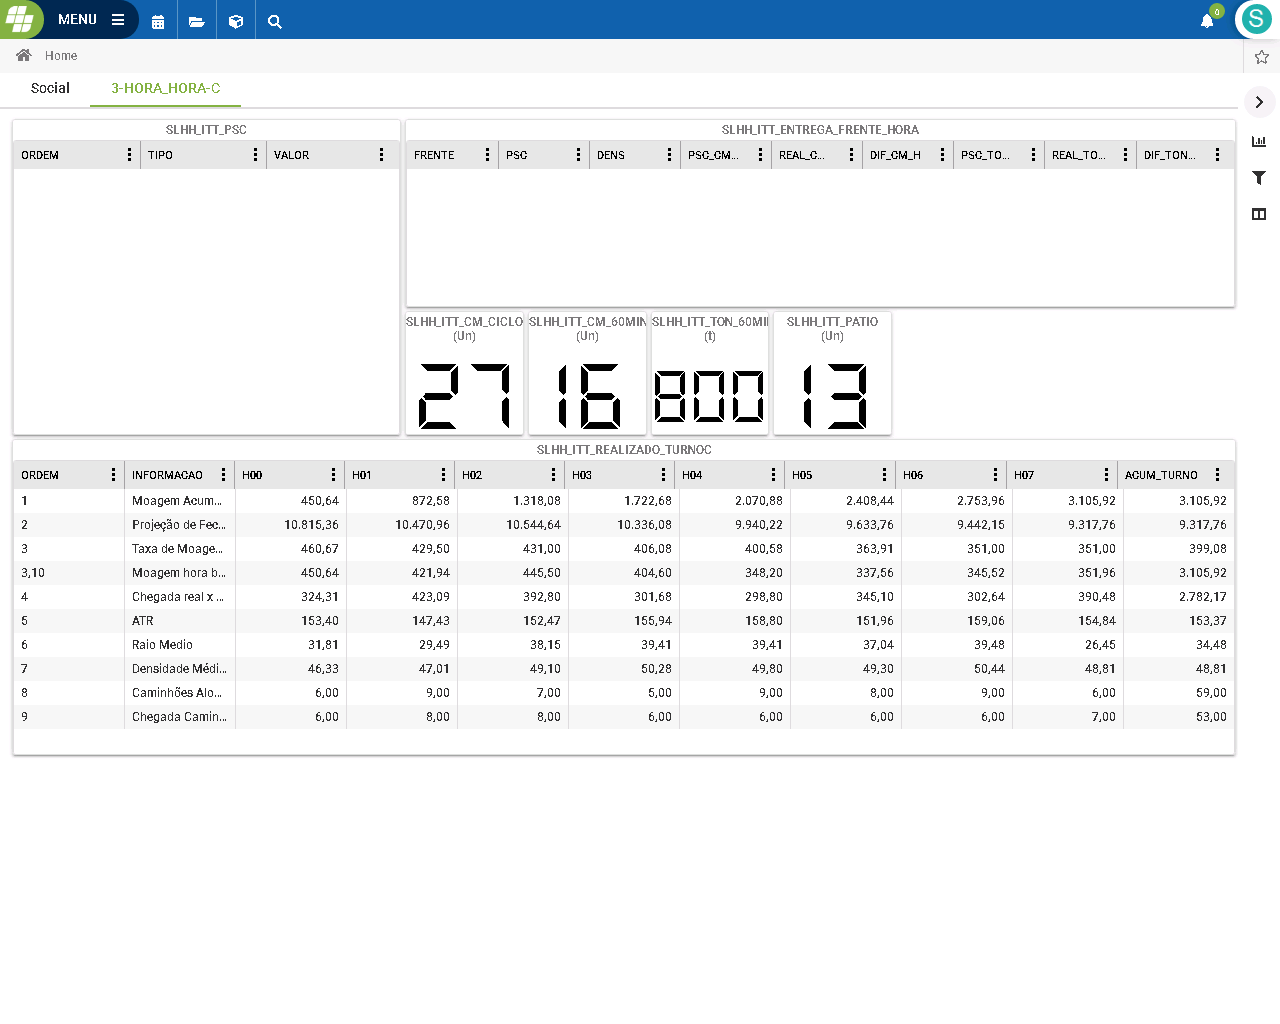 MENU
0
S
Home
Social 3-HORA_HORA-C
SLHH_ITT_PSC
ORDEM TIPO VALOR
SLHH_ITT_ENTREGA_FRENTE_HORA
FRENTE PSC DENS PSC_CM... REAL_C... DIF_CM_H PSC_TO... REAL_TO... DIF_TON...
SLHH_ITT_CM_CICLO
(Un)
27
SLHH_ITT_CM_60MIN
(Un)
16
SLHH_ITT_TON_60MI
(t)
800
SLHH_ITT_PATIO
(Un)
13
SLHH_ITT_REALIZADO_TURNOC
ORDEM INFORMACAO H00 H01 H02 H03 H04 H05 H06 H07 ACUM_TURNO
1 Moagem Acum... 450,64 872,58 1.318,08 1.722,68 2.070,88 2.408,44 2.753,96 3.105,92 3.105,92
2 Projeção de Fec... 10.815,36 10.470,96 10.544,64 10.336,08 9.940,22 9.633,76 9.442,15 9.317,76 9.317,76
3 Taxa de Moage... 460,67 429,50 431,00 406,08 400,58 363,91 351,00 351,00 399,08
3,10 Moagem hora b... 450,64 421,94 445,50 404,60 348,20 337,56 345,52 351,96 3.105,92
4 Chegada real x ... 324,31 423,09 392,80 301,68 298,80 345,10 302,64 390,48 2.782,17
5 ATR 153,40 147,43 152,47 155,94 158,80 151,96 159,06 154,84 153,37
6 Raio Medio 31,81 29,49 38,15 39,41 39,41 37,04 39,48 26,45 34,48
7 Densidade Médi... 46,33 47,01 49,10 50,28 49,80 49,30 50,44 48,81 48,81
8 Caminhões Alo... 6,00 9,00 7,00 5,00 9,00 8,00 9,00 6,00 59,00
9 Chegada Camin... 6,00 8,00 8,00 6,00 6,00 6,00 6,00 7,00 53,00